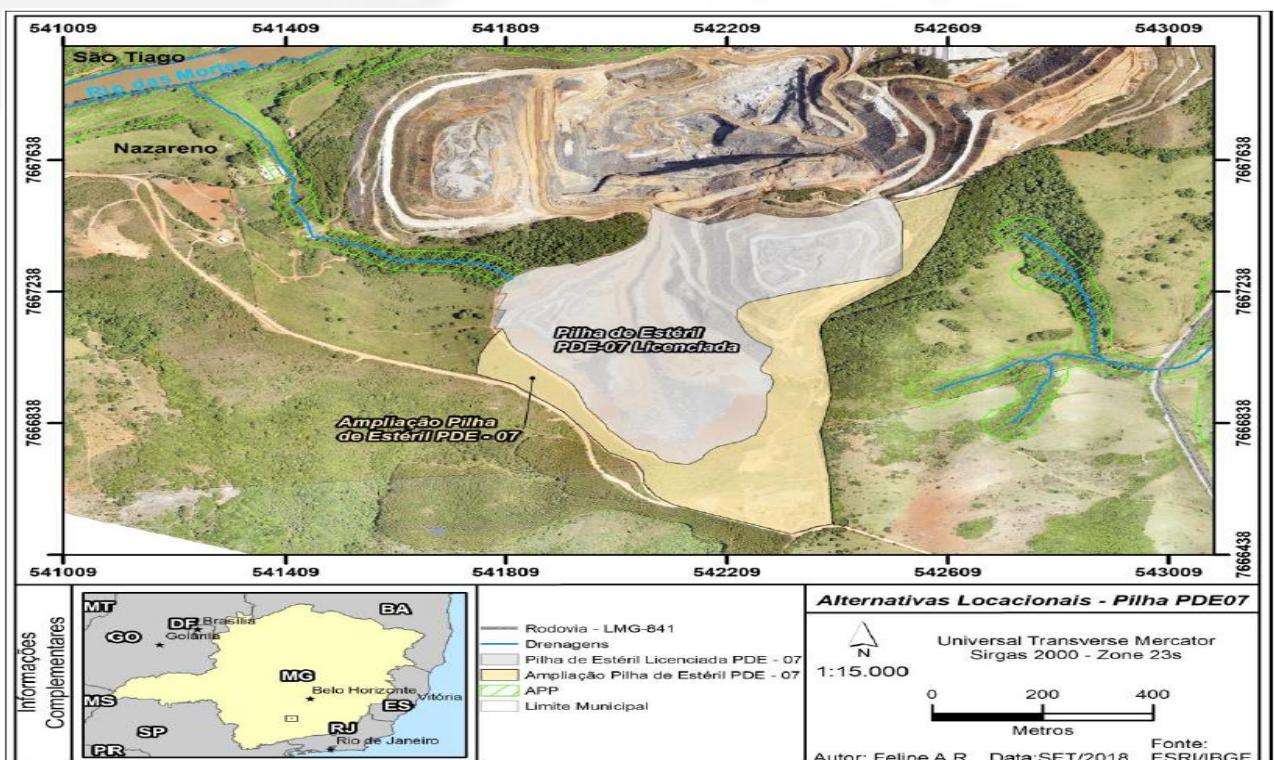 541009 541409 541809 542209 542609 543009
São Tiago
Rio das Mortes
Nazareno
7667638 7667638
7667238 7667238
Pilha de Estéril
PDE-07 Licenciada
Ampliação Pilha
de Estéril PDE - 07
7666838 7666838
7666438
541009 541409 541809 542209 542609 543009
Informações
Complementares
MT
BA
DF
Brasília
GO
Goiânia
MG
Belo Horizonte
Vitória
MS
ES
SP
RJ
Rio de Janeiro
PR
Rodovia - LMG-841
Drenagens
Pilha de Estéril Licenciada PDE - 07
Ampliação Pilha de Estéril PDE - 07
APP
Limite Municipal
Alternativas Locacionais - Pilha PDE07
N
1:15.000
Universal Transverse Mercator
Sirgas 2000 - Zone 23s
0 200 400
Metros
Autor: Felipe A.R. Data:SET/2018
Fonte:
ESRI/IBGE